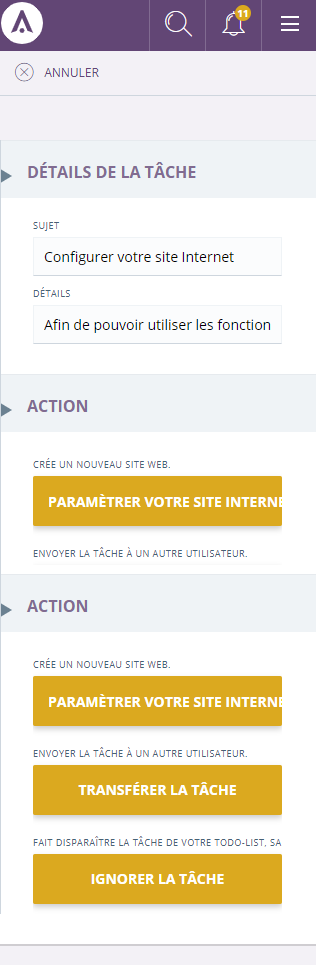 11
ANNULER
DÉTAILS DE LA TÂCHE
SUJET
Configurer votre site Internet
DÉTAILS
Afin de pouvoir utiliser les fonction
ACTION
CRÉE UN NOUVEAU SITE WEB.
PARAMÈTRER VOTRE SITE INTERNE
ENVOYER LA TÂCHE À UN AUTRE UTILISATEUR.
ACTION
CRÉE UN NOUVEAU SITE WEB.
PARAMÈTRER VOTRE SITE INTERNE
ENVOYER LA TÂCHE À UN AUTRE UTILISATEUR.
TRANSFÉRER LA TÂCHE
FAIT DISPARAÎTRE LA TÂCHE DE VOTRE TODO-LIST, SA
IGNORER LA TÂCHE